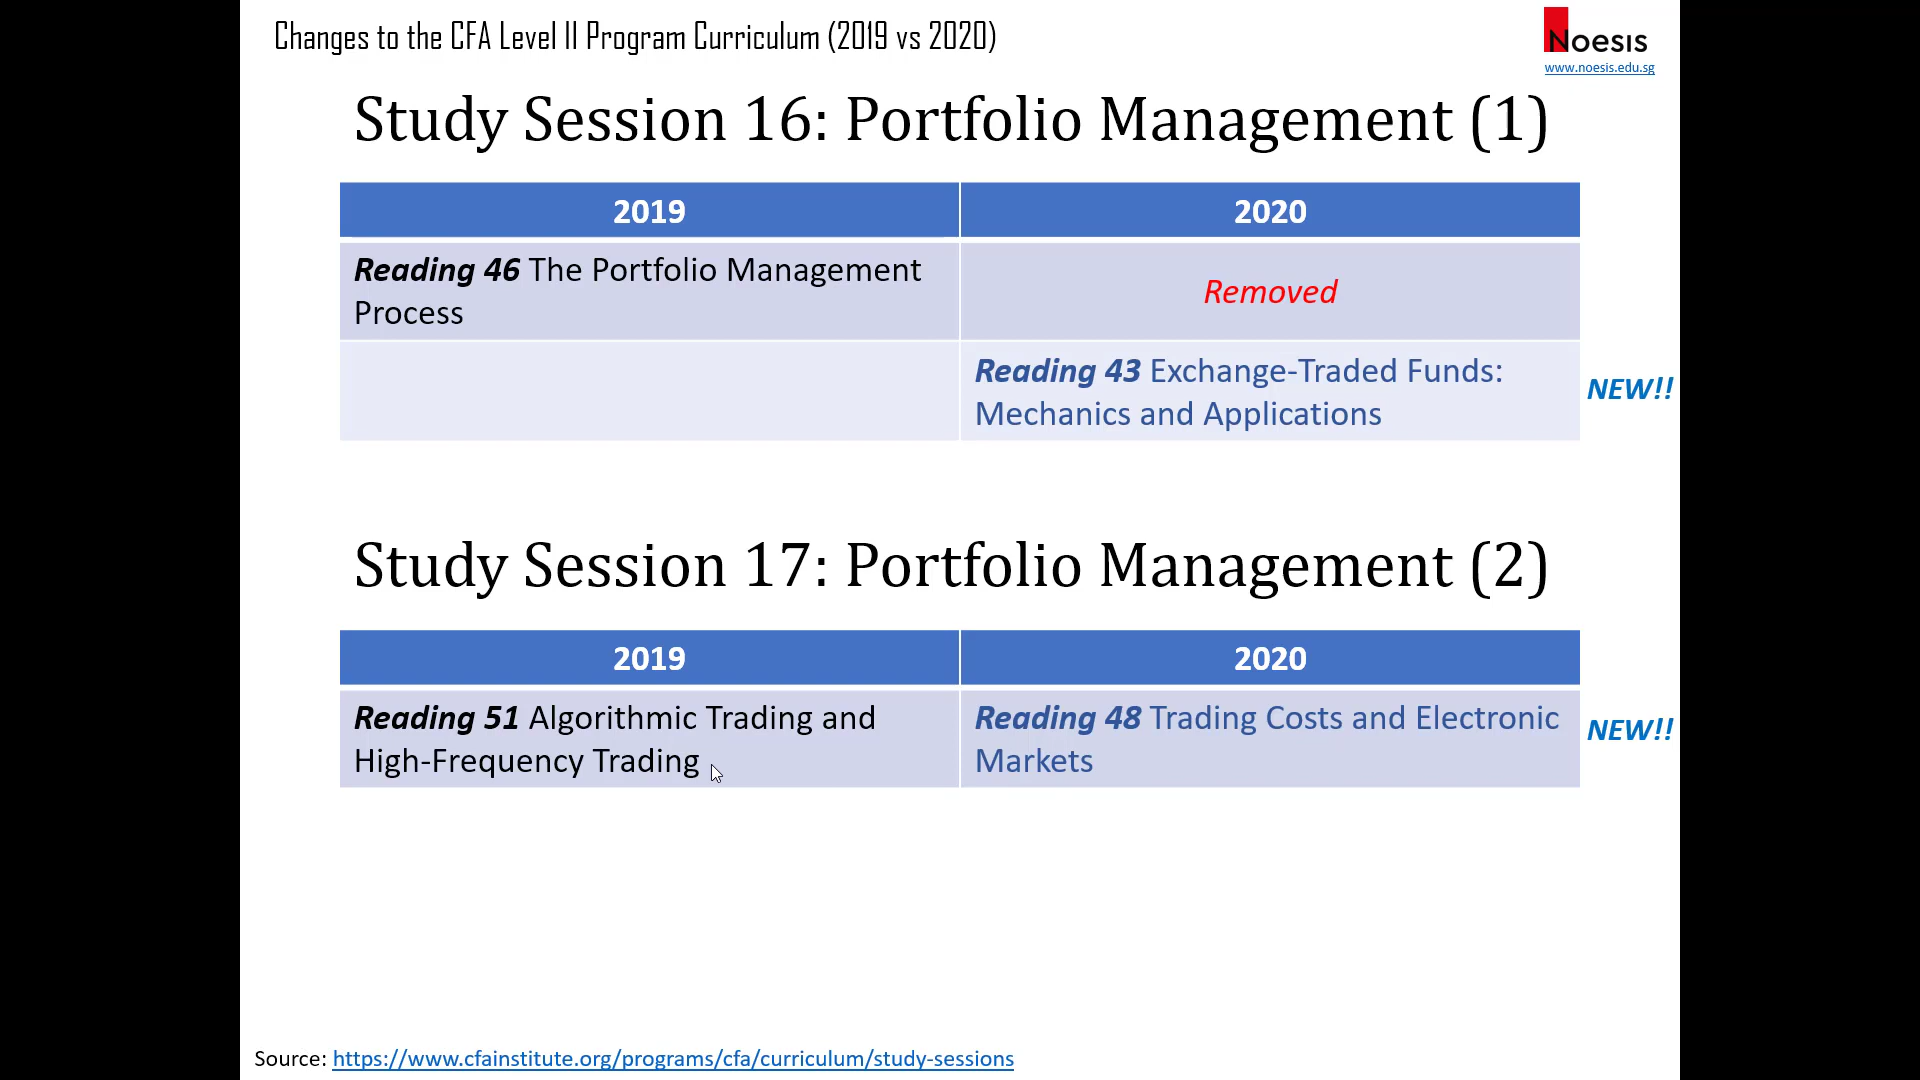 Changes to the CFA Level II Program Curriculum (2019 vs 2020)
Noesis
www.noesis.edu.sg
Study Session 16: Portfolio Management (1)
2019
2020
Reading 46 The Portfolio Management
Process
Removed
Reading 43 Exchange-Traded Funds:
Mechanics and Applications
NEW!!
Study Session 17: Portfolio Management (2)
2019
2020
Reading 51 Algorithmic Trading and
High-Frequency Trading
Reading 48 Trading Costs and Electronic
Markets
NEW!!
Source: https://www.cfainstitute.org/programs/cfa/curriculum/study-sessions